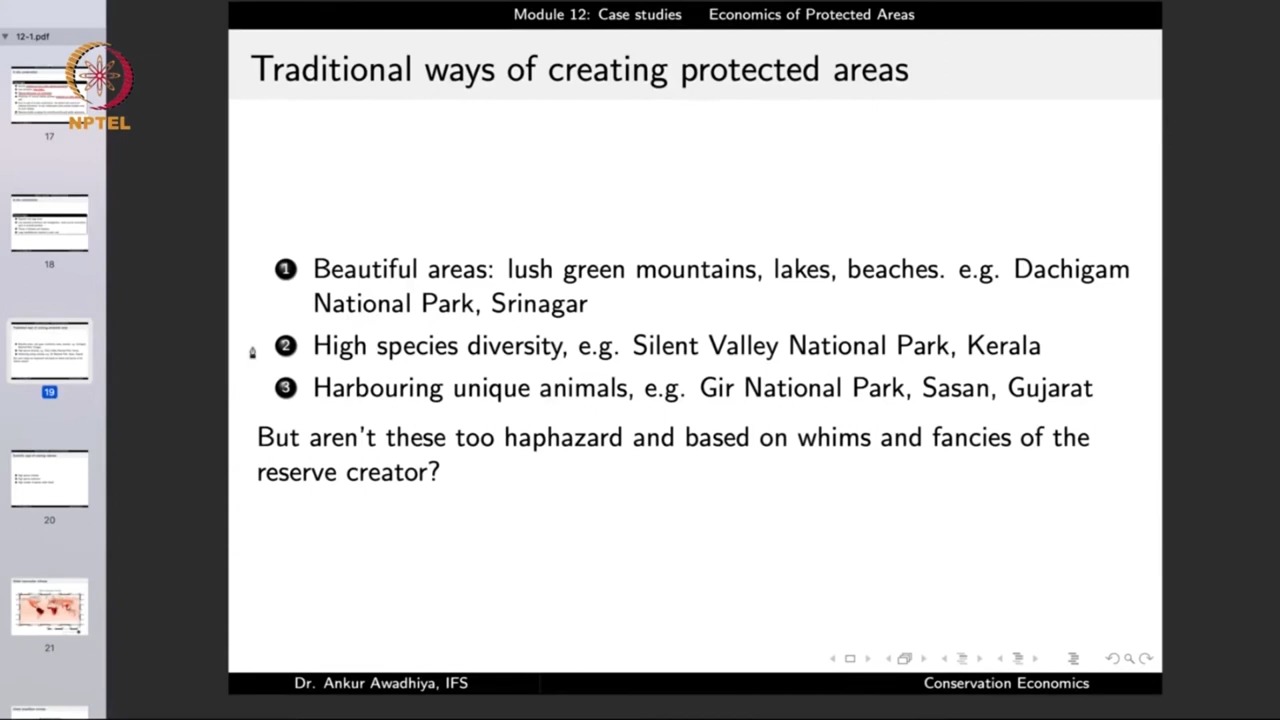 Module 12: Case studies Economics of Protected Areas
12-1.pdf
NPTEL
Traditional ways of creating protected areas
1 Beautiful areas: lush green mountains, lakes, beaches. e.g. Dachigam
National Park, Srinagar
2 High species diversity, e.g. Silent Valley National Park, Kerala
3 Harbouring unique animals, e.g. Gir National Park, Sasan, Gujarat
But aren't these too haphazard and based on whims and fancies of the
reserve creator?
17
18
19
20
21
Dr. Ankur Awadhiya, IFS
Conservation Economics